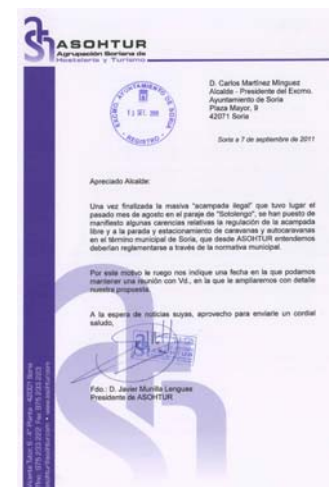 ASOHTUR
Agrupación Soriana de
Hostelería y Turismo
D. Carlos Martínez Mínguez
Alcalde - Presidente del Excmo.
Ayuntamiento de Soria
Plaza Mayor, 9
42071 Soria
EXCMO. AYUNTAMIENTO DE SORIA
REGISTRO
Soria a 7 de septiembre de 2011
Apreciado Alcalde:
Una vez finalizada la masiva "acampada ilegal" que tuvo lugar el
pasado mes de agosto en el paraje de "Sotolengo", se han puesto de
manifiesto algunas carencias relativas la regulación de la acampada
libre y a la parada y estacionamiento de caravanas y autocaravanas
en el término municipal de Soria, que desde ASOHTUR entendemos
deberían reglamentarse a través de la normativa municipal.
Por este motivo le ruego nos indique una fecha en la que podamos
mantener una reunión con Vd., en la que le ampliaremos con detalle
nuestra propuesta.
A la espera de noticias suyas, aprovecho para enviarle un cordial
saludo,
Fdo.: D. Javier Munilla Lenguas
Presidente de ASOHTUR